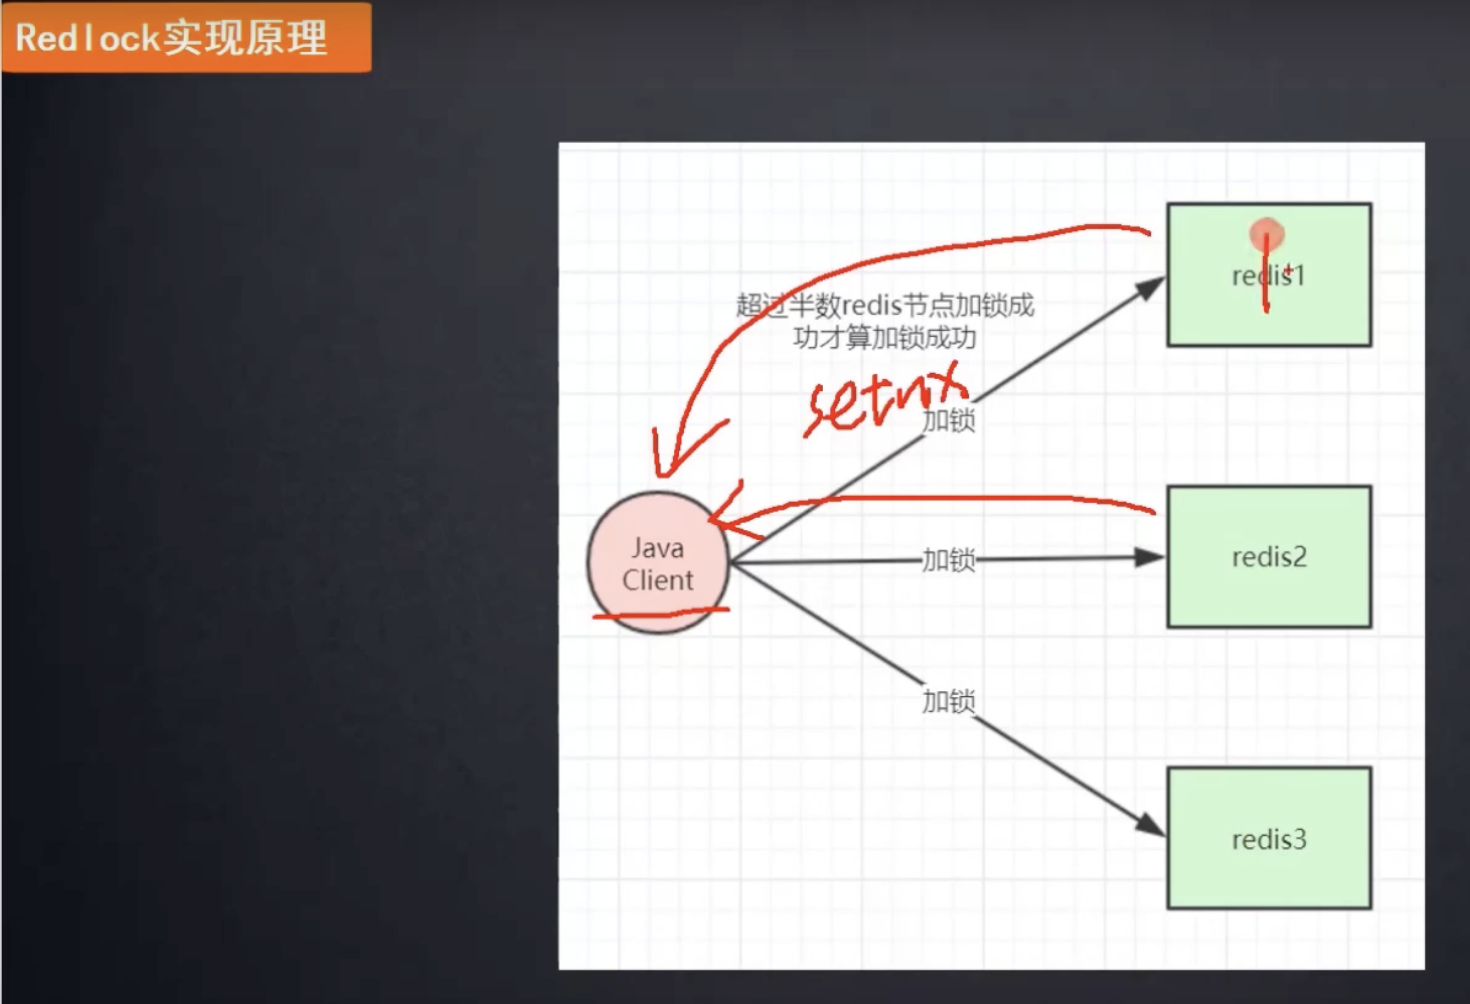 Redlock实现原理
超过半数redis节点加锁成
功才算加锁成功
setnx
加锁
redis1
Java
Client
加锁
redis2
加锁
redis3